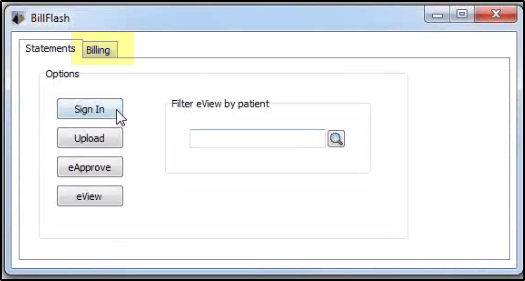 BillFlash
Statements Billing
Options
Sign In
Filter eView by patient
Upload
eApprove
eView